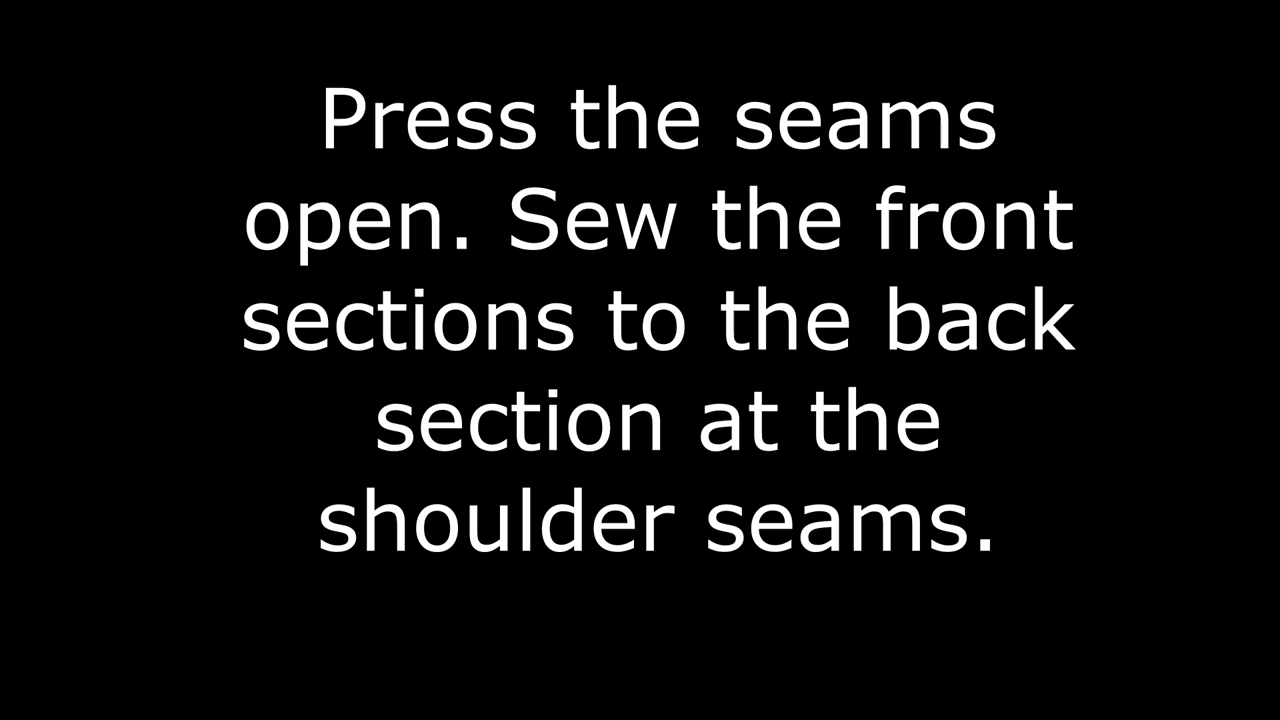 Press the seams
open. Sew the front
sections to the back
section at the
shoulder seams.